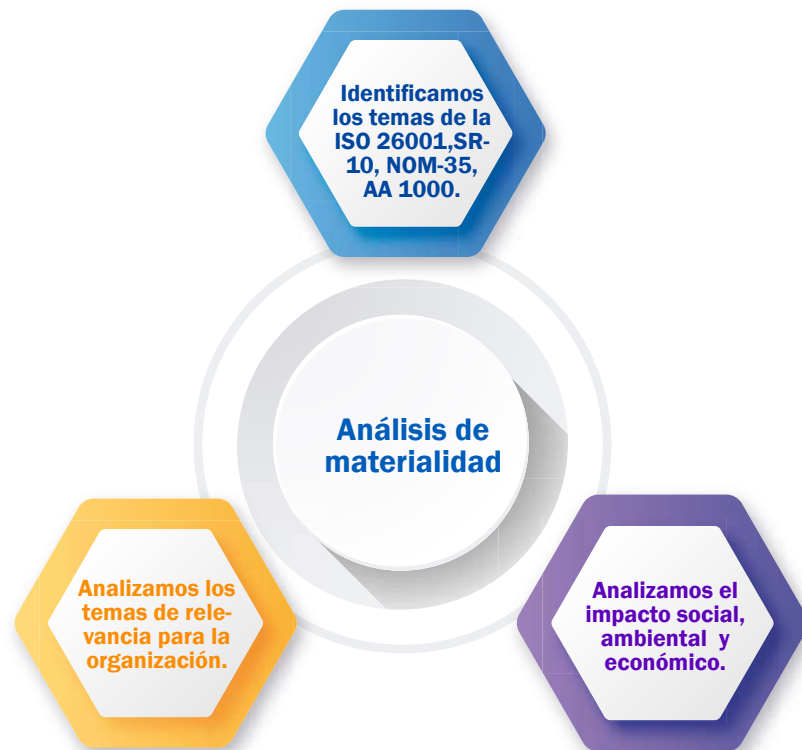 Identificamos
los temas de la
ISO 26001,SR-
10, NOM-35,
AA 1000.
Análisis de
materialidad
Analizamos los
temas de rele-
vancia para la
organización.
Analizamos el
impacto social,
ambiental y
económico.